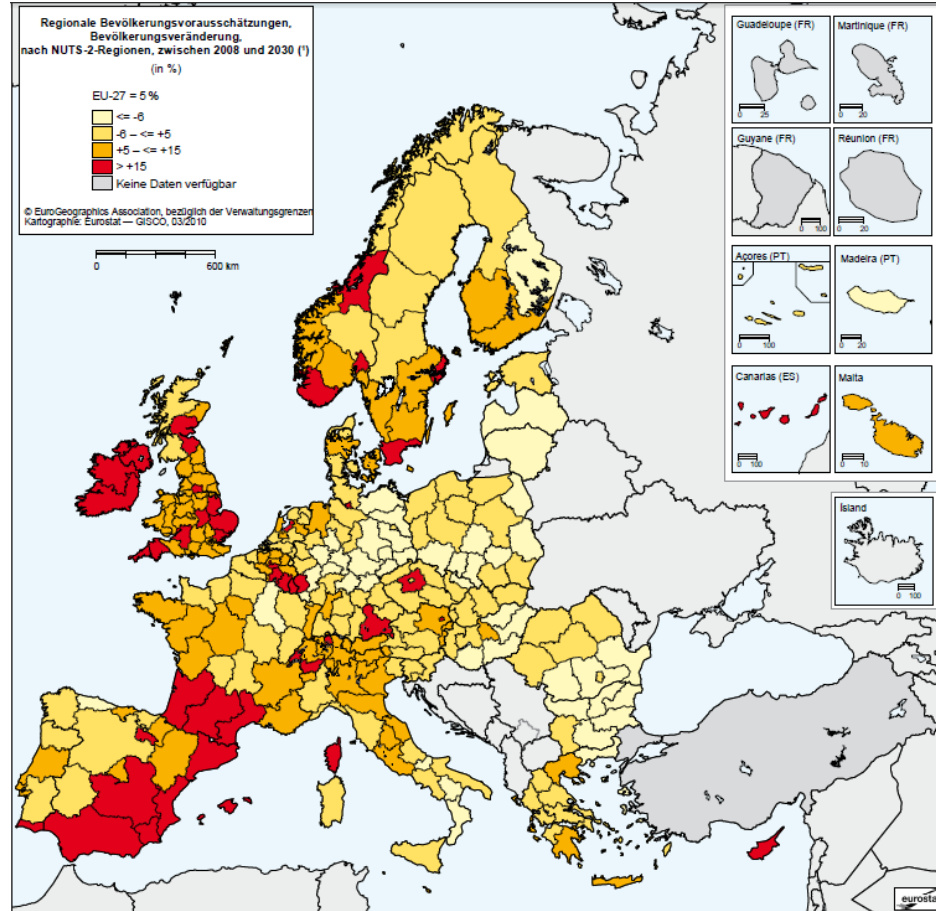 Regionale Bevölkerungsvorausschätzungen,
Bevölkerungsveränderung,
nach NUTS-2-Regionen, zwischen 2008 und 2030 (¹)
(in %)
EU-27 = 5 %
<= -6
-6 – <= +5
+5 – <= +15
> +15
Keine Daten verfügbar
© EuroGeographics Association, bezüglich der Verwaltungsgrenzen
Kartographie: Eurostat — GISCO, 03/2010
0 600 km
Guadeloupe (FR)
0 25
Martinique (FR)
0 20
Guyane (FR)
0 100
Réunion (FR)
0 20
Açores (PT)
0 100
Madeira (PT)
0 20
Canarias (ES)
0 100
Malta
0 10
Ísland
0 100
eurosta